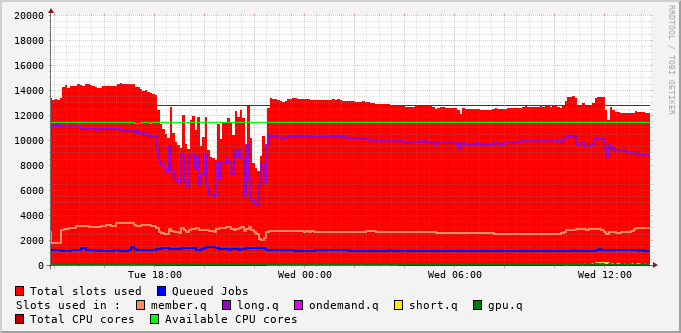 20000
18000
16000
14000
12000
10000
8000
6000
4000
2000
0
Tue 18:00 Wed 00:00 Wed 06:00 Wed 12:00
RRDTOOL / TOBI OETIKER
Total slots used Queued Jobs
Slots used in : member.q long.q ondemand.q short.q gpu.q
Total CPU cores Available CPU cores